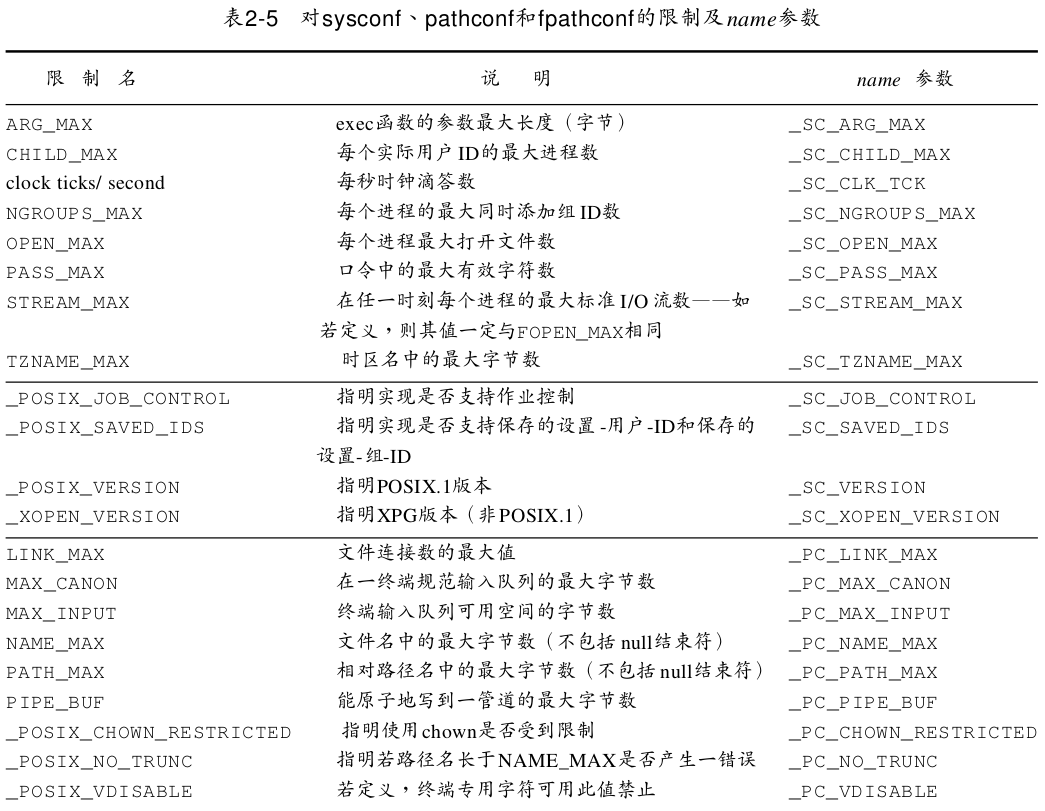 表2-5 对sysconf、pathconf和fpathconf的限制及name参数
限 制 名 说 明 name 参数
ARG_MAX exec函数的参数最大长度（字节） _SC_ARG_MAX
CHILD_MAX 每个实际用户ID的最大进程数 _SC_CHILD_MAX
clock ticks/ second 每秒时钟滴答数 _SC_CLK_TCK
NGROUPS_MAX 每个进程的最大同时添加组ID数 _SC_NGROUPS_MAX
OPEN_MAX 每个进程最大打开文件数 _SC_OPEN_MAX
PASS_MAX 口令中的最大有效字符数 _SC_PASS_MAX
STREAM_MAX 在任一时刻每个进程的最大标准I/O流数——如 _SC_STREAM_MAX
若定义，则其值一定与FOPEN_MAX相同
TZNAME_MAX 时区名中的最大字节数 _SC_TZNAME_MAX
_POSIX_JOB_CONTROL 指明实现是否支持作业控制 _SC_JOB_CONTROL
_POSIX_SAVED_IDS 指明实现是否支持保存的设置-用户-ID和保存的 _SC_SAVED_IDS
设置-组-ID
_POSIX_VERSION 指明POSIX.1版本 _SC_VERSION
_XOPEN_VERSION 指明XPG版本（非POSIX.1） _SC_XOPEN_VERSION
LINK_MAX 文件连接数的最大值 _PC_LINK_MAX
MAX_CANON 在一终端规范输入队列的最大字节数 _PC_MAX_CANON
MAX_INPUT 终端输入队列可用空间的字节数 _PC_MAX_INPUT
NAME_MAX 文件名中的最大字节数（不包括null结束符） _PC_NAME_MAX
PATH_MAX 相对路径名中的最大字节数（不包括null结束符） _PC_PATH_MAX
PIPE_BUF 能原子地写到一管道的最大字节数 _PC_PIPE_BUF
_POSIX_CHOWN_RESTRICTED 指明使用chown是否受到限制 _PC_CHOWN_RESTRICTED
_POSIX_NO_TRUNC 指明若路径名长于NAME_MAX是否产生一错误 _PC_NO_TRUNC
_POSIX_VDISABLE 若定义，终端专用字符可用此值禁止 _PC_VDISABLE